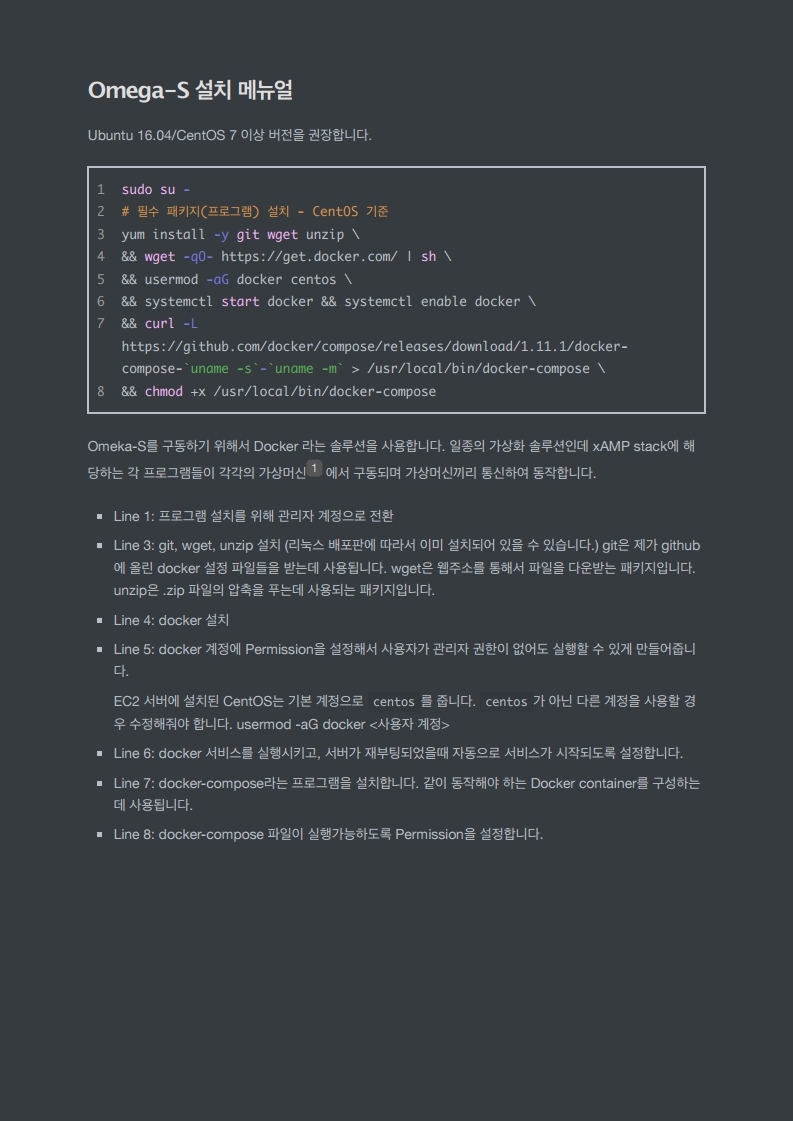 Omega-S 설치 메뉴얼
Ubuntu 16.04/CentOS 7 이상 버전을 권장합니다.
1 sudo su -
2 # 필수 패키지(프로그램) 설치 - CentOS 기준
3 yum install -y git wget unzip \
4 && wget -qO- https://get.docker.com/ | sh \
5 && usermod -aG docker centos \
6 && systemctl start docker && systemctl enable docker \
7 && curl -L
https://github.com/docker/compose/releases/download/1.11.1/docker-
compose-`uname -s`-`uname -m` > /usr/local/bin/docker-compose \
8 && chmod +x /usr/local/bin/docker-compose
Omeka-S를 구동하기 위해서 Docker 라는 솔루션을 사용합니다. 일종의 가상화 솔루션인데 xAMP stack에 해
당하는 각 프로그램들이 각각의 가상머신1 에서 구동되며 가상머신끼리 통신하여 동작합니다.
▪ Line 1: 프로그램 설치를 위해 관리자 계정으로 전환
▪ Line 3: git, wget, unzip 설치 (리눅스 배포판에 따라서 이미 설치되어 있을 수 있습니다.) git은 제가 github
에 올린 docker 설정 파일들을 받는데 사용됩니다. wget은 웹주소를 통해서 파일을 다운받는 패키지입니다.
unzip은 .zip 파일의 압축을 푸는데 사용되는 패키지입니다.
▪ Line 4: docker 설치
▪ Line 5: docker 계정에 Permission을 설정해서 사용자가 관리자 권한이 없어도 실행할 수 있게 만들어줍니
다.
EC2 서버에 설치된 CentOS는 기본 계정으로 centos 를 줍니다. centos 가 아닌 다른 계정을 사용할 경
우 수정해줘야 합니다. usermod -aG docker <사용자 계정>
▪ Line 6: docker 서비스를 실행시키고, 서버가 재부팅되었을때 자동으로 서비스가 시작되도록 설정합니다.
▪ Line 7: docker-compose라는 프로그램을 설치합니다. 같이 동작해야 하는 Docker container를 구성하는
데 사용됩니다.
▪ Line 8: docker-compose 파일이 실행가능하도록 Permission을 설정합니다.